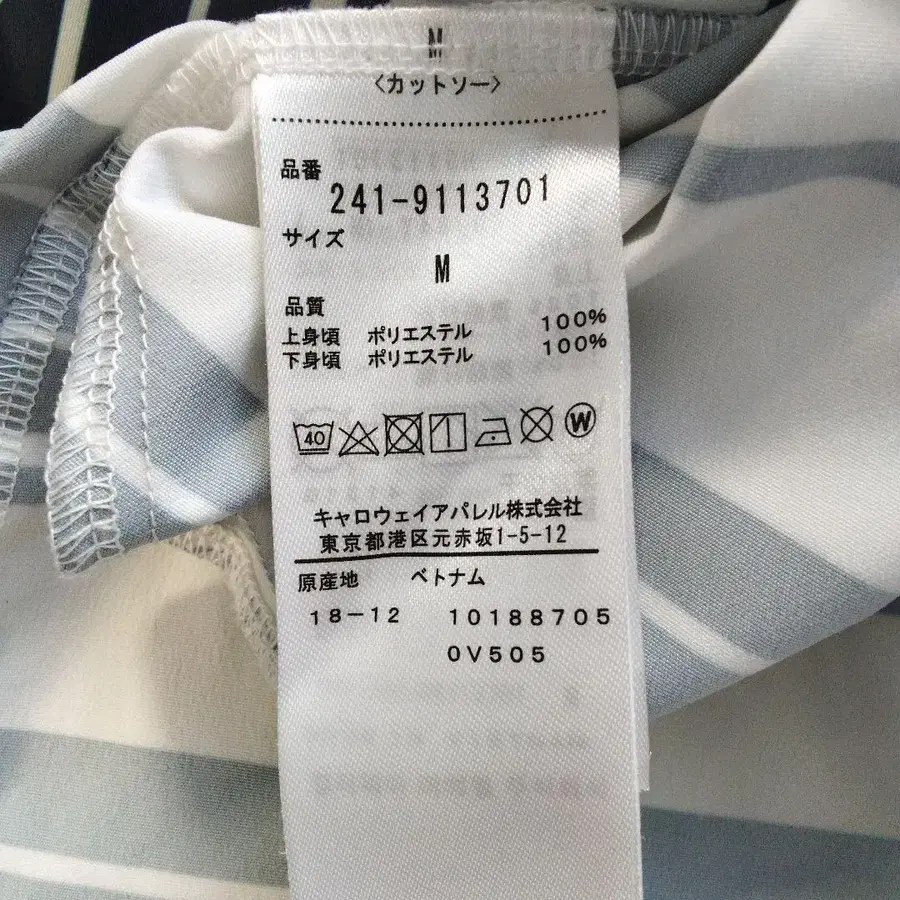 M
〈カットソー〉
品番
241-9113701
サイズ
M
品質
上身頃 ポリエステル 100%
下身頃 ポリエステル 100%
40 W
キャロウェイアパレル株式会社
東京都港区元赤坂1-5-12
原産地 ベトナム
18-12 10188705
0V505